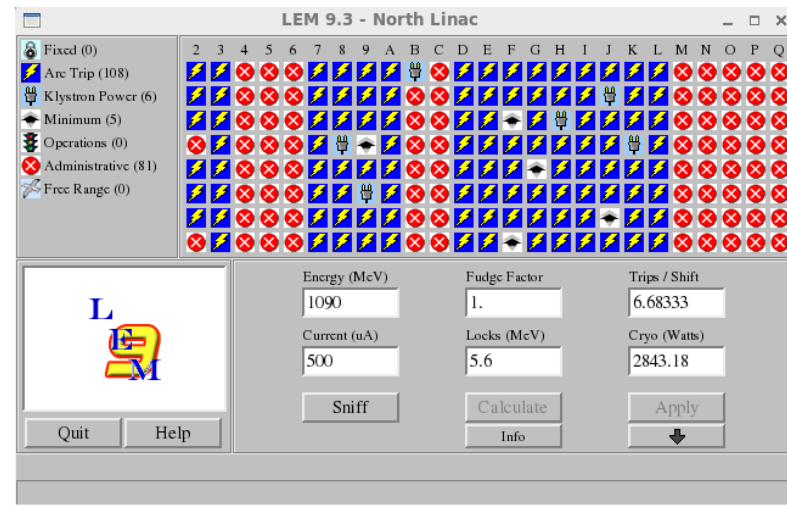 LEM 9.3 - North Linac
Fixed (0)
Arc Trip (108)
Klystron Power (6)
Minimum (5)
Operations (0)
Administrative (81)
Free Range (0)
2 3 4 5 6 7 8 9 A B C D E F G H I J K L M N O P Q
L
E
9
M
Quit
Help
Energy (MeV)
Fudge Factor
Trips / Shift
1090
1.
6.68333
Current (uA)
Locks (MeV)
Cryo (Watts)
500
5.6
2843.18
Sniff
Calculate
Apply
Info